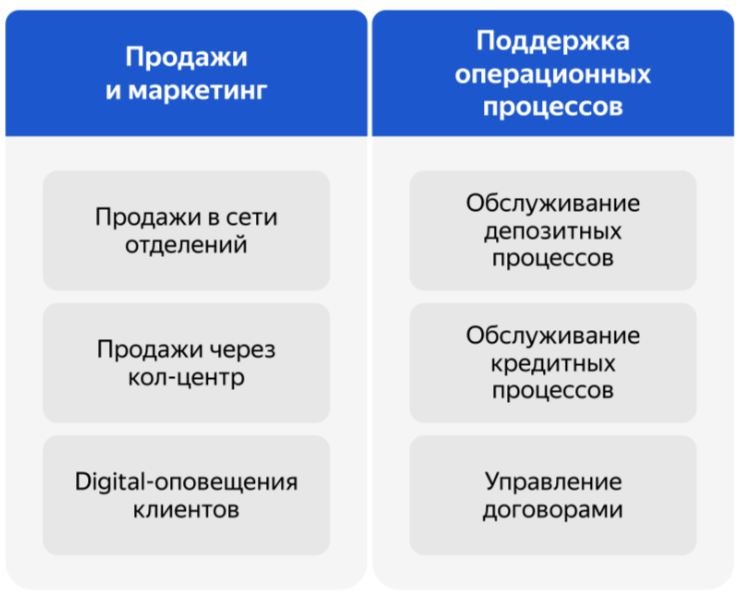 Продажи
и маркетинг
Продажи в сети
отделений
Продажи через
кол-центр
Digital-оповещения
клиентов
Поддержка
операционных
процессов
Обслуживание
депозитных
процессов
Обслуживание
кредитных
процессов
Управление
договорами